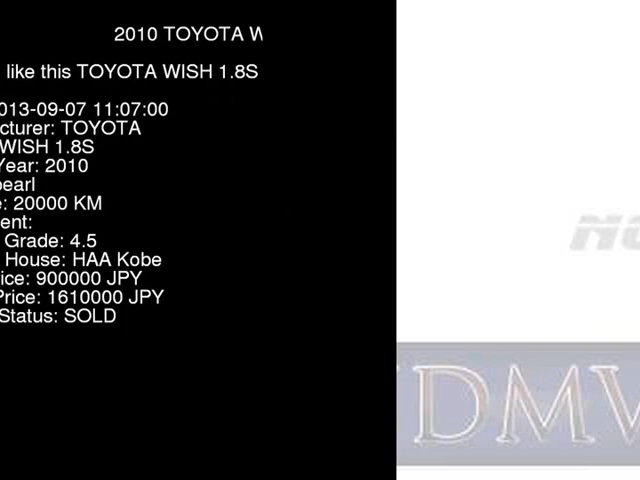 2010 TOYOTA
like this TOYOTA WISH 1.8S
013-09-07 11:07:00
cturer: TOYOTA
WISH 1.8S
Year: 2010
pearl
e: 20000 KM
ent:
Grade: 4.5
House: HAA Kobe
ice: 900000 JPY
Price: 1610000 JPY
Status: SOLD
DMV